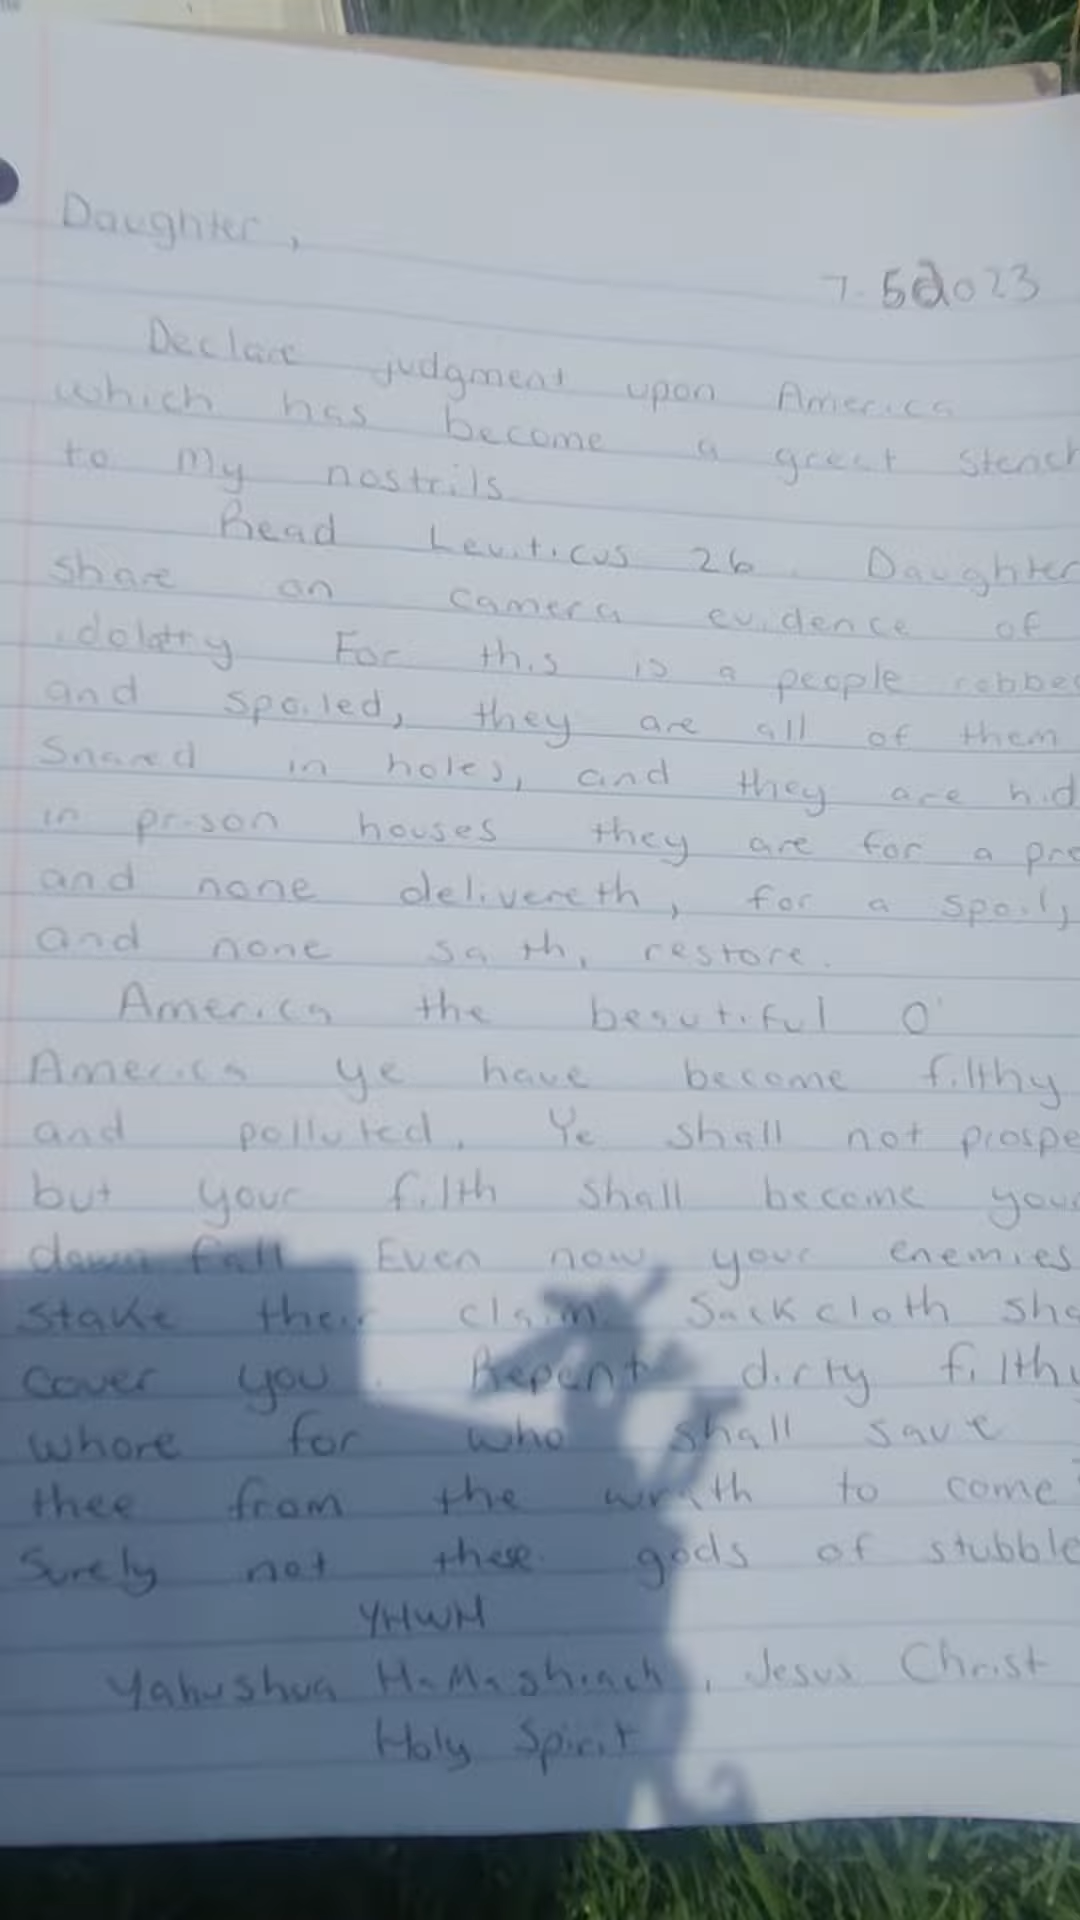 Daughter,
7.52023
Declare judgment upon America
which has become a great stench
to My nostrils
Read Leviticus 26. Daughter
share on camera evidence of
idolatry For this is a people robbed
and spoiled, they are all of them
snared in holes, and they are hid
in prison houses they are for a pre
and none delivereth, for a spoil,
and none saith, restore.
America the beautiful O'
America ye have become filthy
and polluted. Ye shall not prospe
but your filth shall become your
down fall Even now your enemies
stake their claim. Sackcloth sha
cover you. Repent dirty filthy
whore for who shall save
thee from the wrath to come
Surely not these gods of stubble
YHWH
Yahushua HaMashiach, Jesus Christ
Holy Spirit